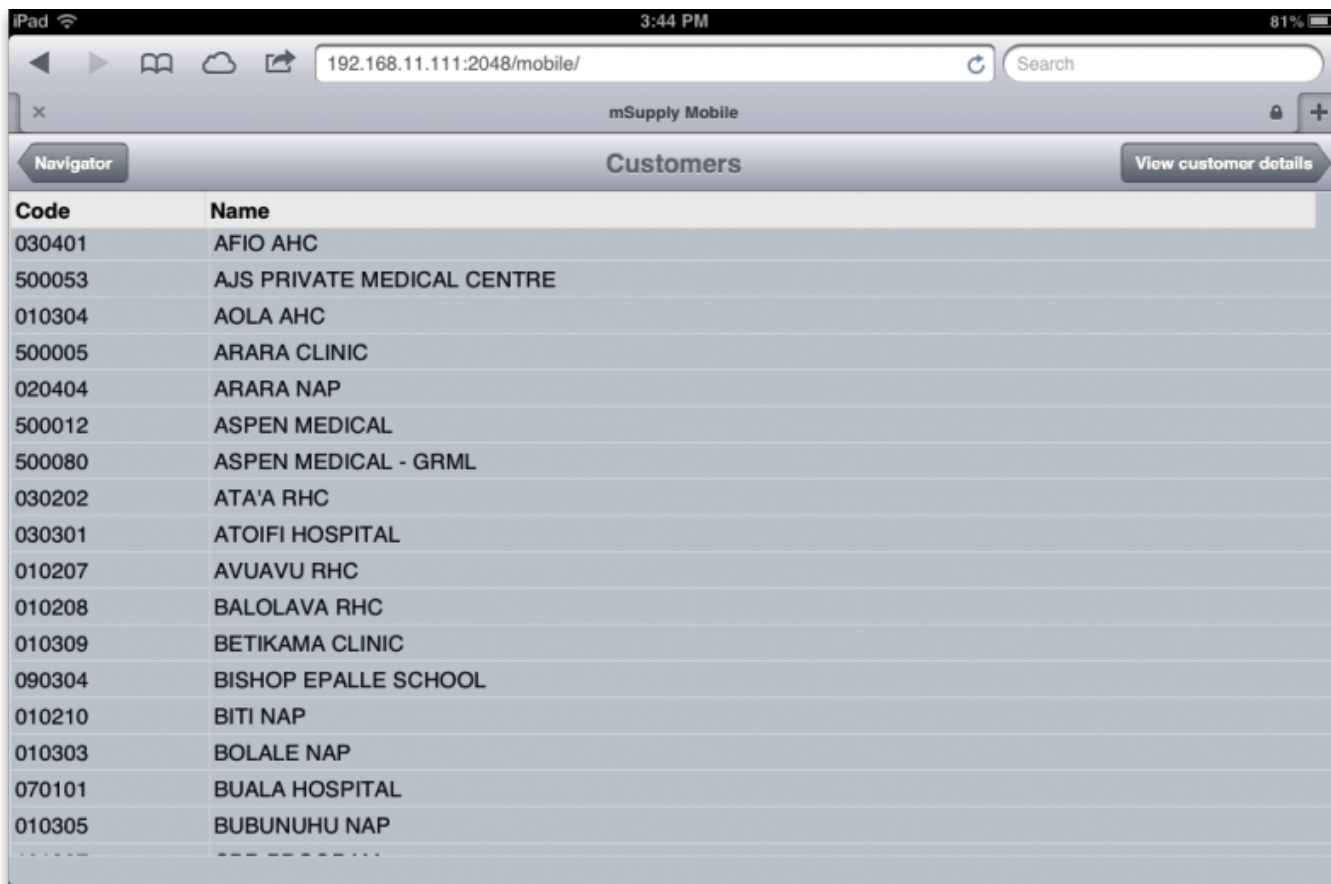 iPad 3:44 PM 81%
192.168.11.111:2048/mobile/ Search
mSupply Mobile
Navigator Customers View customer details
Code Name
030401 AFIO AHC
500053 AJS PRIVATE MEDICAL CENTRE
010304 AOLA AHC
500005 ARARA CLINIC
020404 ARARA NAP
500012 ASPEN MEDICAL
500080 ASPEN MEDICAL - GRML
030202 ATA'A RHC
030301 ATOIFI HOSPITAL
010207 AVUAVU RHC
010208 BALOLAVA RHC
010309 BETIKAMA CLINIC
090304 BISHOP EPALLE SCHOOL
010210 BITI NAP
010303 BOLALE NAP
070101 BUALA HOSPITAL
010305 BUBUNUHU NAP